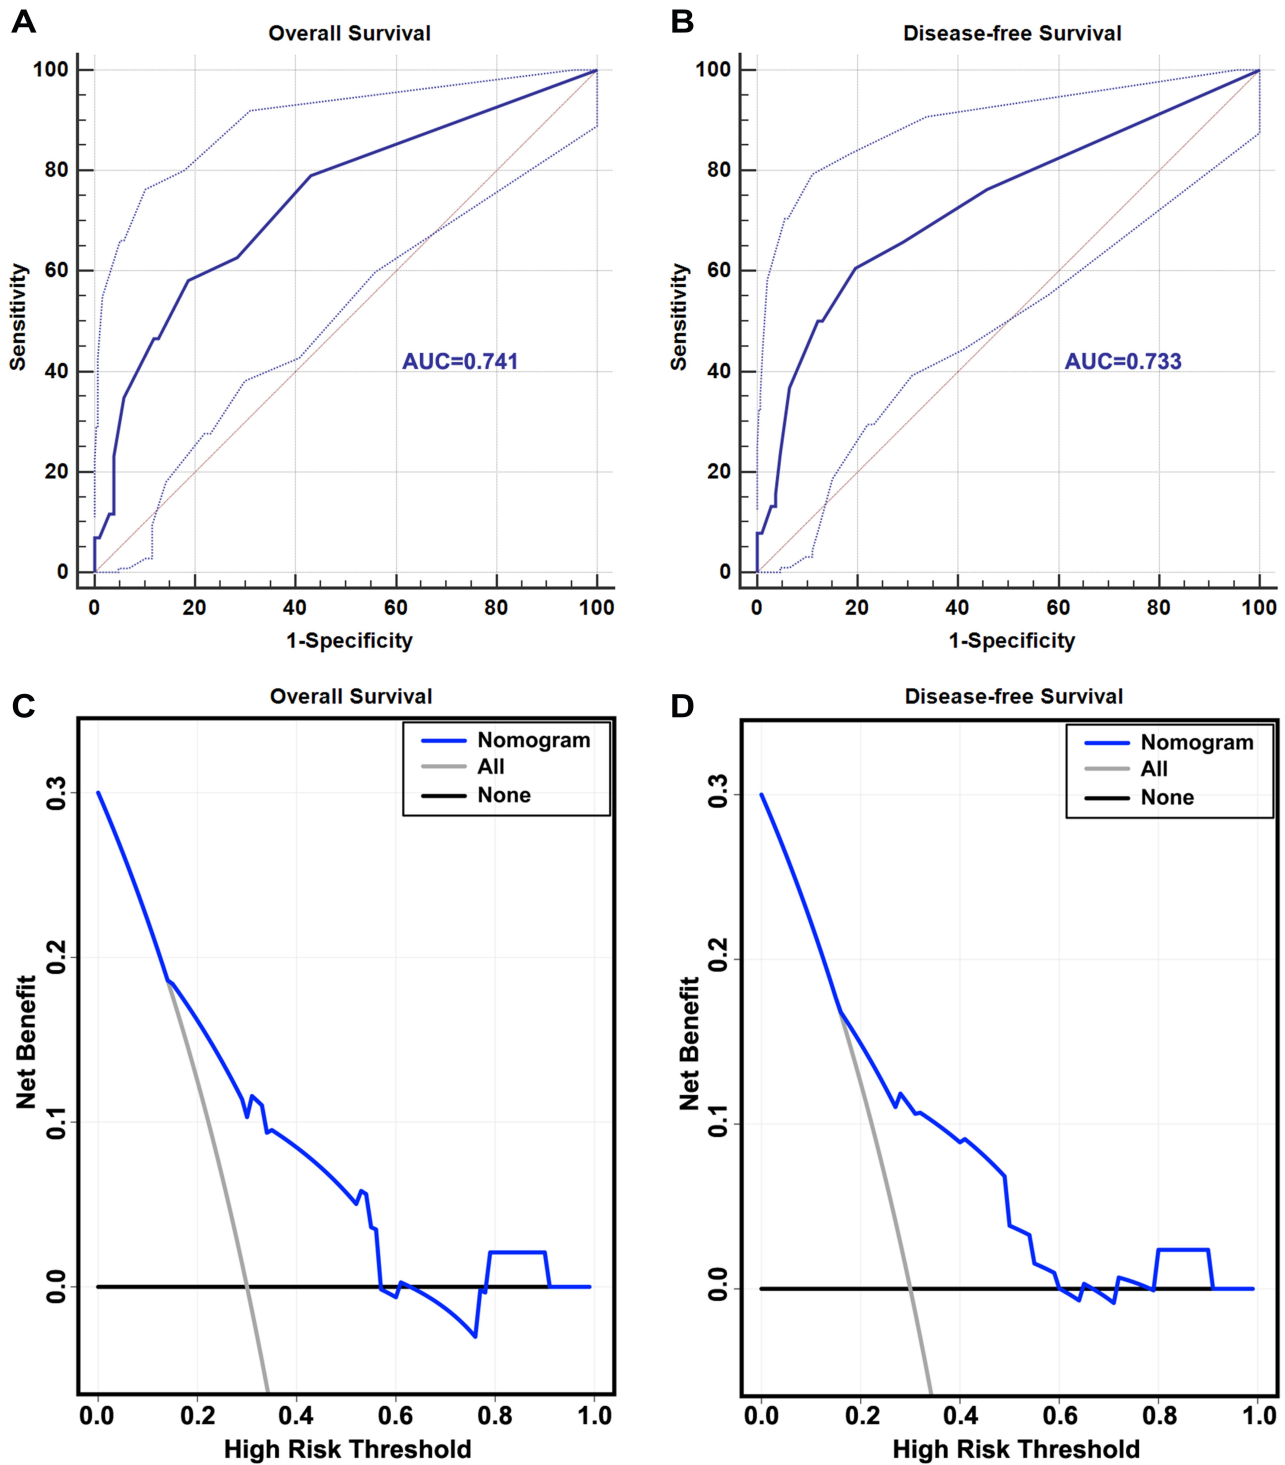 A
Overall Survival
100
80
60
40
20
0
Sensitivity
AUC=0.741
0 20 40 60 80 100
1-Specificity
B
Disease-free Survival
100
80
60
40
20
0
Sensitivity
AUC=0.733
0 20 40 60 80 100
1-Specificity
C
Overall Survival
Nomogram
All
None
0.3
0.2
0.1
0.0
Net Benefit
0.0 0.2 0.4 0.6 0.8 1.0
High Risk Threshold
D
Disease-free Survival
Nomogram
All
None
0.3
0.2
0.1
0.0
Net Benefit
0.0 0.2 0.4 0.6 0.8 1.0
High Risk Threshold